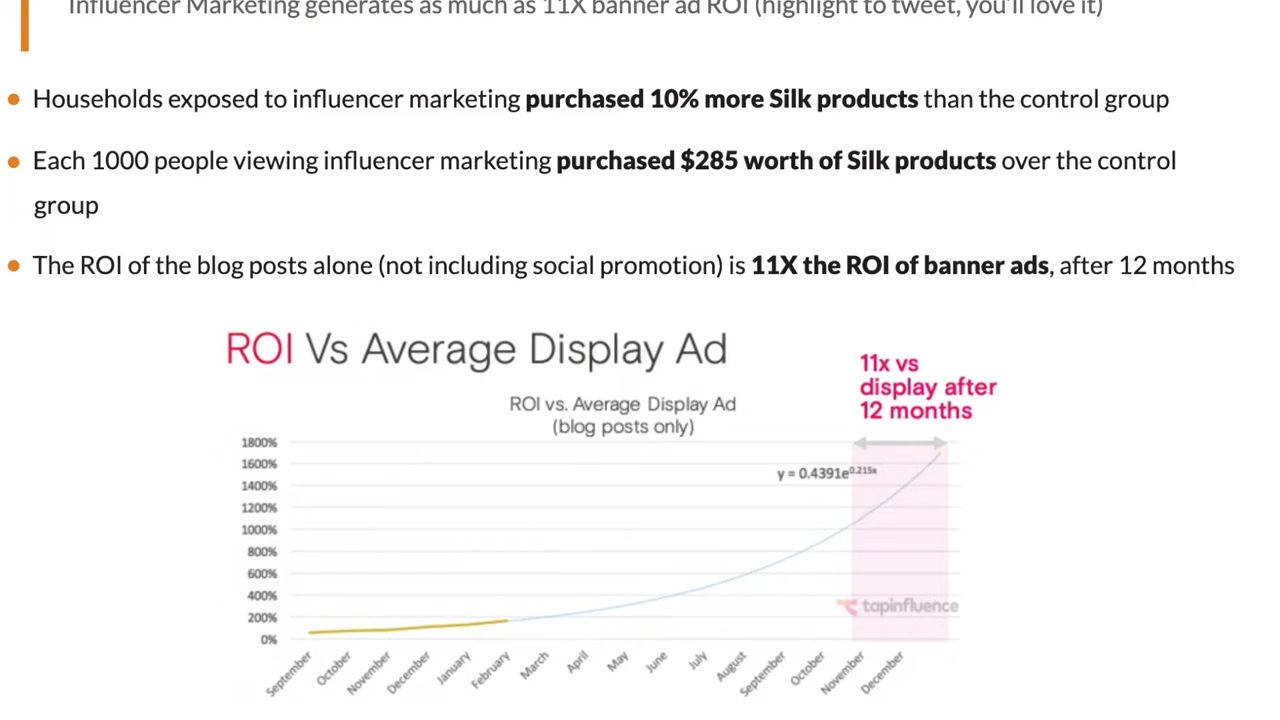 Influencer Marketing generates as much as 11X banner ad ROI (highlight to tweet, you'll love it)
Households exposed to influencer marketing purchased 10% more Silk products than the control group
Each 1000 people viewing influencer marketing purchased $285 worth of Silk products over the control
group
The ROI of the blog posts alone (not including social promotion) is 11X the ROI of banner ads, after 12 months
ROI Vs Average Display Ad
11x vs
display after
12 months
ROI vs. Average Display Ad
(blog posts only)
1800%
1600%
1400%
1200%
1000%
800%
600%
400%
200%
0%
y = 0.4391e0.215x
tapinfluence
September
October
November
December
January
February
March
April
May
June
July
August
September
October
November
December